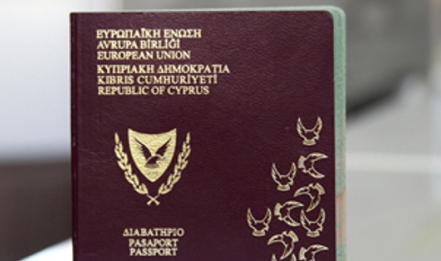 ΕΥΡΩΠΑΪΚΗ ΕΝΩΣΗ
AVRUPA BİRLİĞİ
EUROPEAN UNION
ΚΥΠΡΙΑΚΗ ΔΗΜΟΚΡΑΤΙΑ
KIBRIS CUMHURİYETİ
REPUBLIC OF CYPRUS
ΔΙΑΒΑΤΗΡΙΟ
PASAPORT
PASSPORT